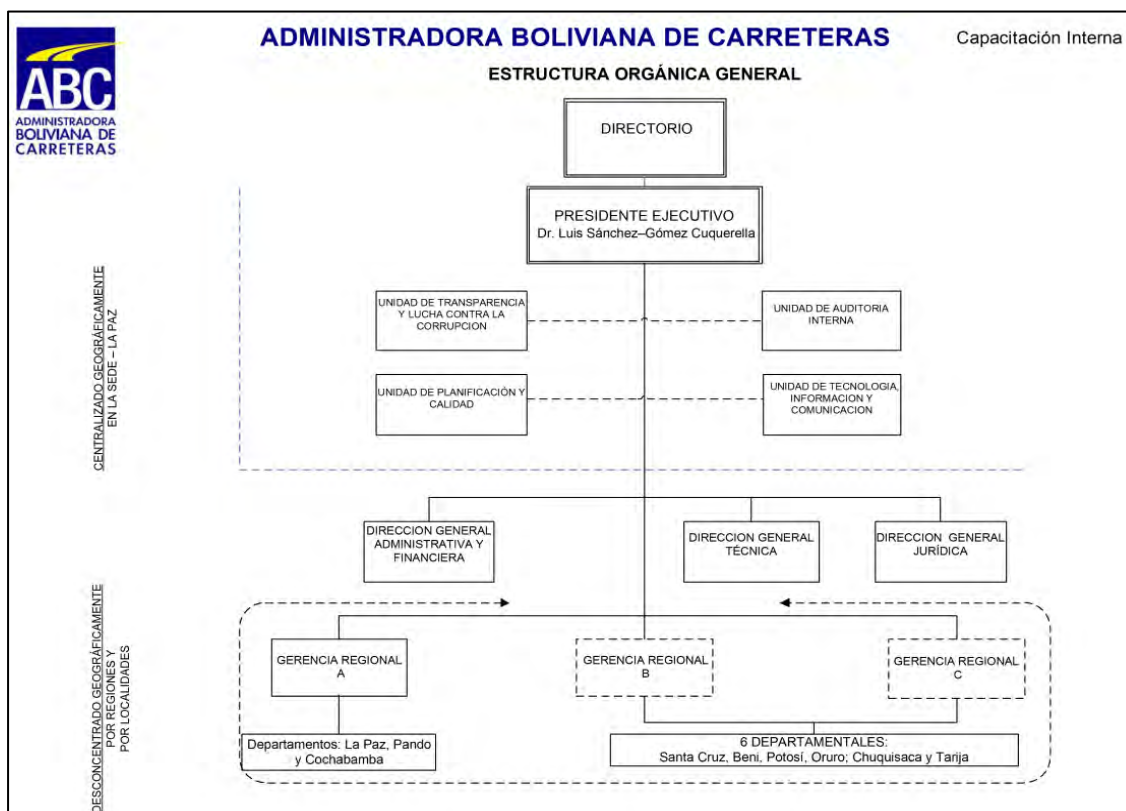 ABC
ADMINISTRADORA
BOLIVIANA DE
CARRETERAS
ADMINISTRADORA BOLIVIANA DE CARRETERAS
Capacitación Interna
ESTRUCTURA ORGÁNICA GENERAL
DIRECTORIO
PRESIDENTE EJECUTIVO
Dr. Luis Sánchez–Gómez Cuquerella
CENTRALIZADO GEOGRÁFICAMENTE
EN LA SEDE – LA PAZ
UNIDAD DE TRANSPARENCIA
Y LUCHA CONTRA LA
CORRUPCION
UNIDAD DE AUDITORIA
INTERNA
UNIDAD DE PLANIFICACIÓN Y
CALIDAD
UNIDAD DE TECNOLOGIA,
INFORMACION Y
COMUNICACION
DIRECCION GENERAL
ADMINISTRATIVA Y
FINANCIERA
DIRECCION GENERAL
TÉCNICA
DIRECCION GENERAL
JURÍDICA
DESCONCENTRADO GEOGRÁFICAMENTE
POR REGIONES Y
POR LOCALIDADES
GERENCIA REGIONAL
A
GERENCIA REGIONAL
B
GERENCIA REGIONAL
C
Departamentos: La Paz, Pando
y Cochabamba
6 DEPARTAMENTALES:
Santa Cruz, Beni, Potosí, Oruro; Chuquisaca y Tarija